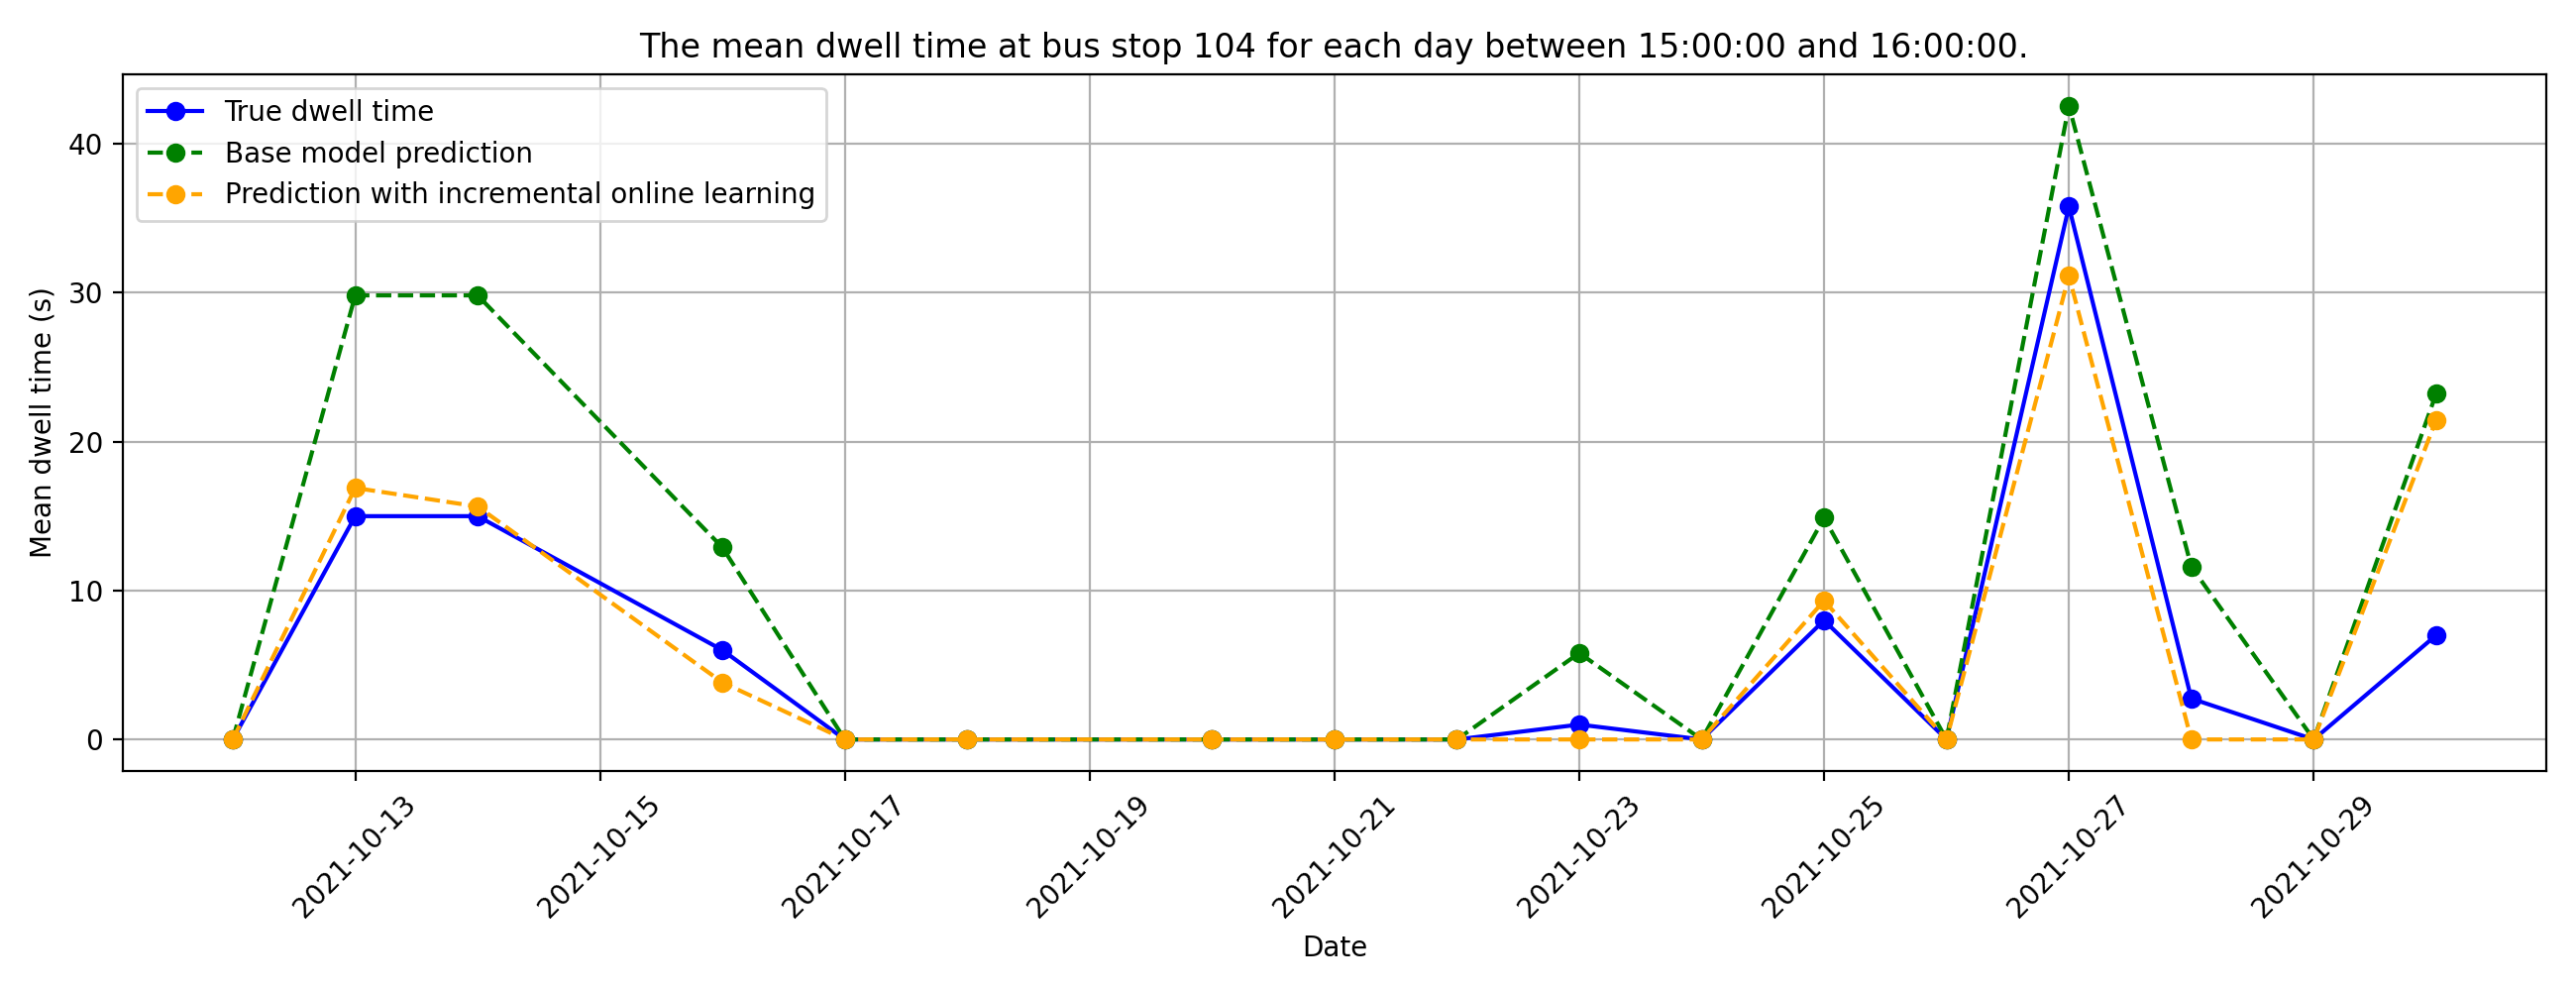 The mean dwell time at bus stop 104 for each day between 15:00:00 and 16:00:00.
True dwell time
Base model prediction
Prediction with incremental online learning
Mean dwell time (s)
40
30
20
10
0
2021-10-13
2021-10-15
2021-10-17
2021-10-19
2021-10-21
2021-10-23
2021-10-25
2021-10-27
2021-10-29
Date